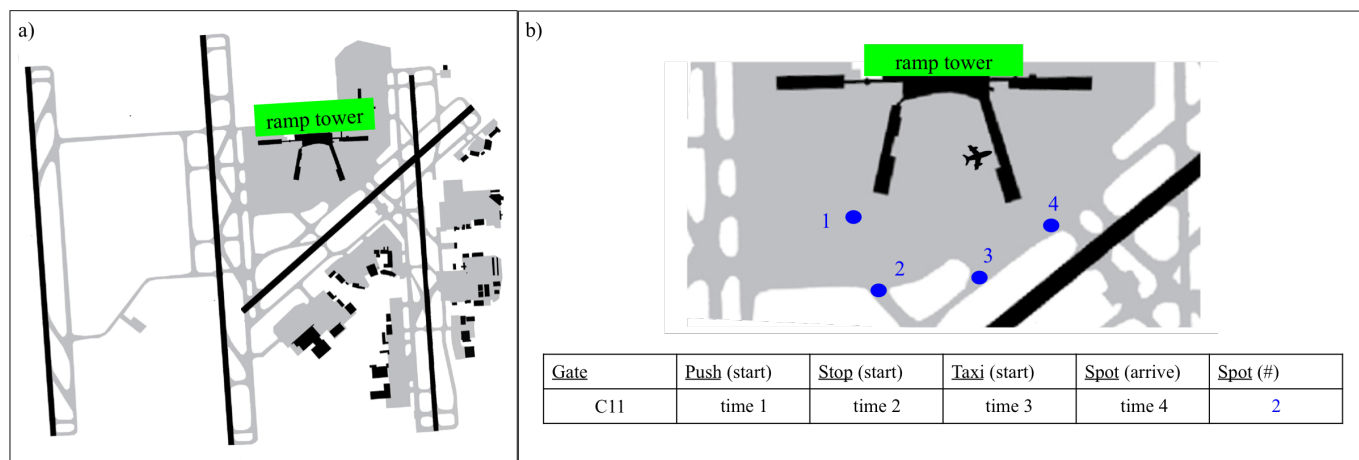 a)
ramp tower
b)
ramp tower
1
2
3
4
Gate Push (start) Stop (start) Taxi (start) Spot (arrive) Spot (#)
C11 time 1 time 2 time 3 time 4 2